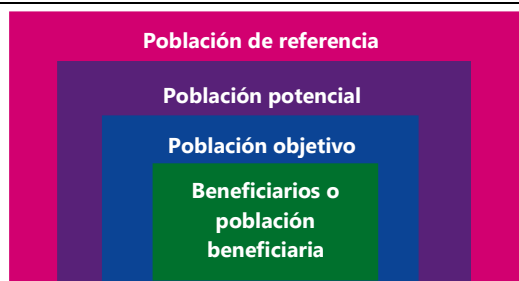 Población de referencia
Población potencial
Población objetivo
Beneficiarios o
población
beneficiaria